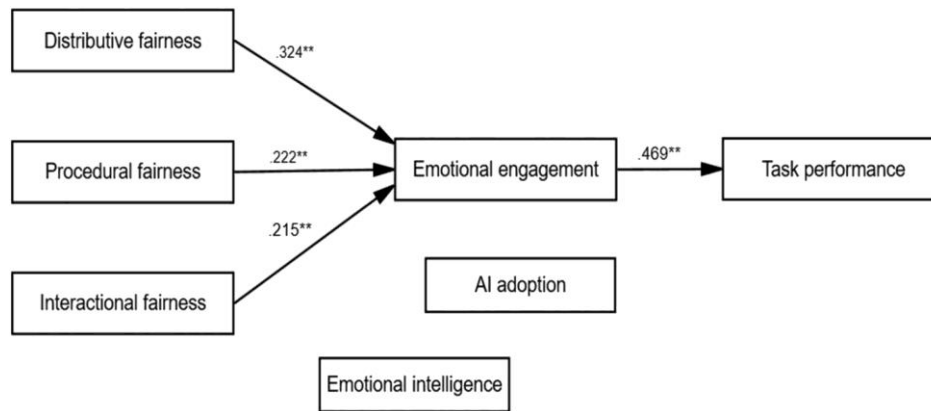 Distributive fairness
.324**
Procedural fairness
.222**
Emotional engagement
.469**
Task performance
.215**
Interactional fairness
AI adoption
Emotional intelligence